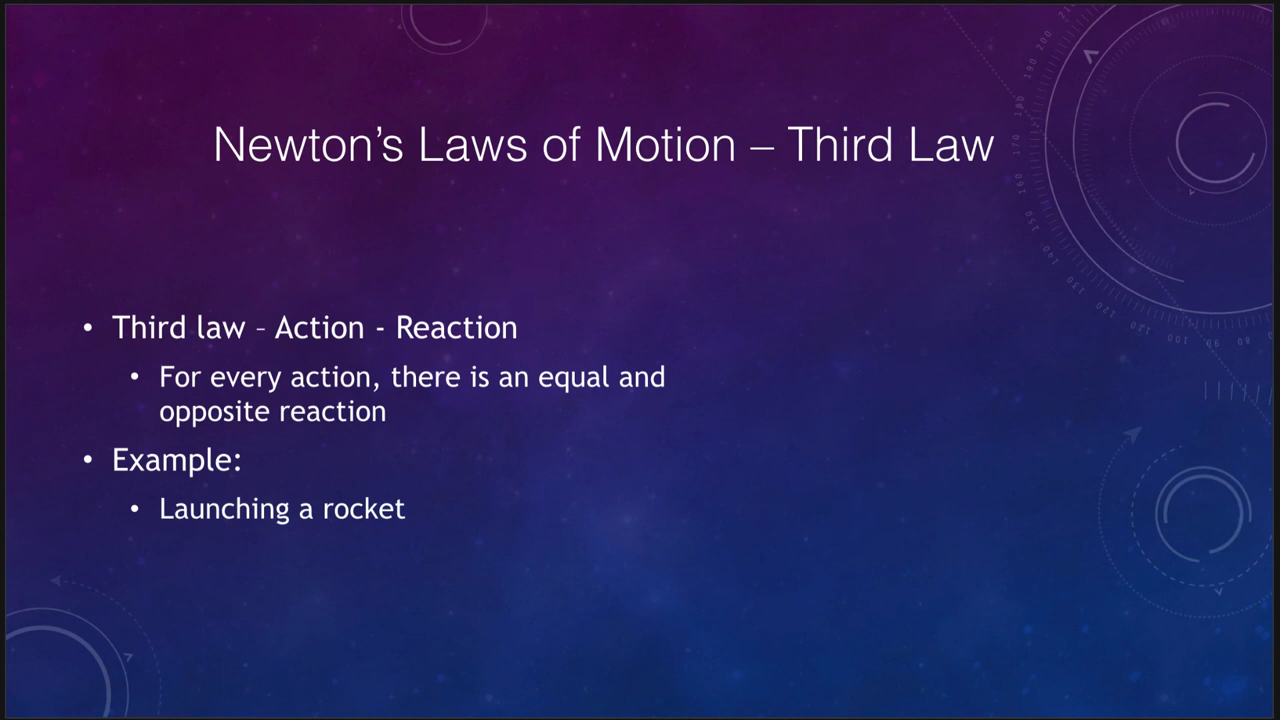 Newton’s Laws of Motion – Third Law
• Third law – Action - Reaction
• For every action, there is an equal and
opposite reaction
• Example:
• Launching a rocket